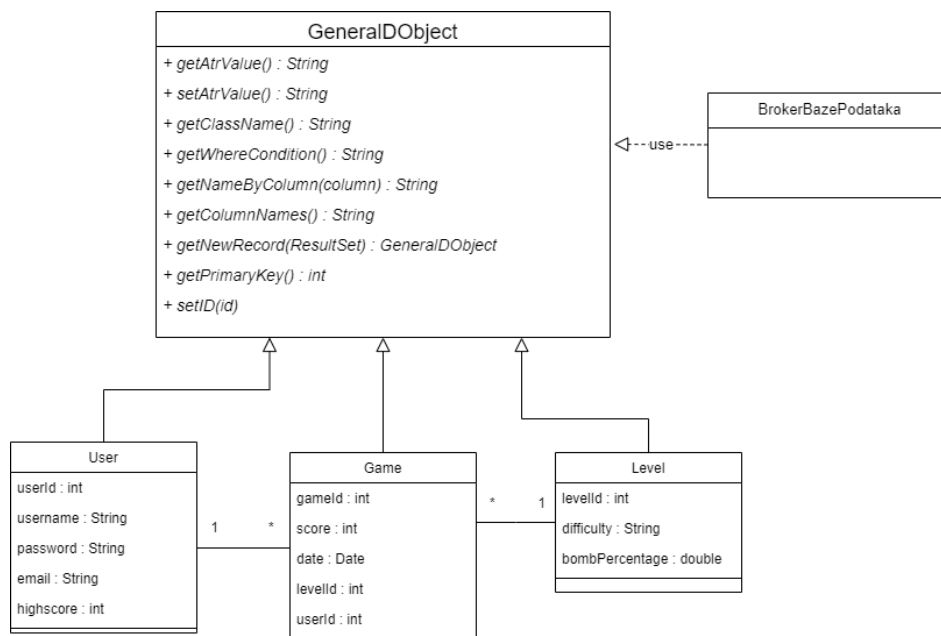 GeneralDObject
+ getAtrValue() : String
+ setAtrValue() : String
+ getClassName() : String
+ getWhereCondition() : String
+ getNameByColumn(column) : String
+ getColumnNames() : String
+ getNewRecord(ResultSet) : GeneralDObject
+ getPrimaryKey() : int
+ setID(id)
BrokerBazePodataka
use
User
userId : int
username : String
password : String
email : String
highscore : int
1
*
Game
gameId : int
score : int
date : Date
levelId : int
userId : int
*
1
Level
levelId : int
difficulty : String
bombPercentage : double